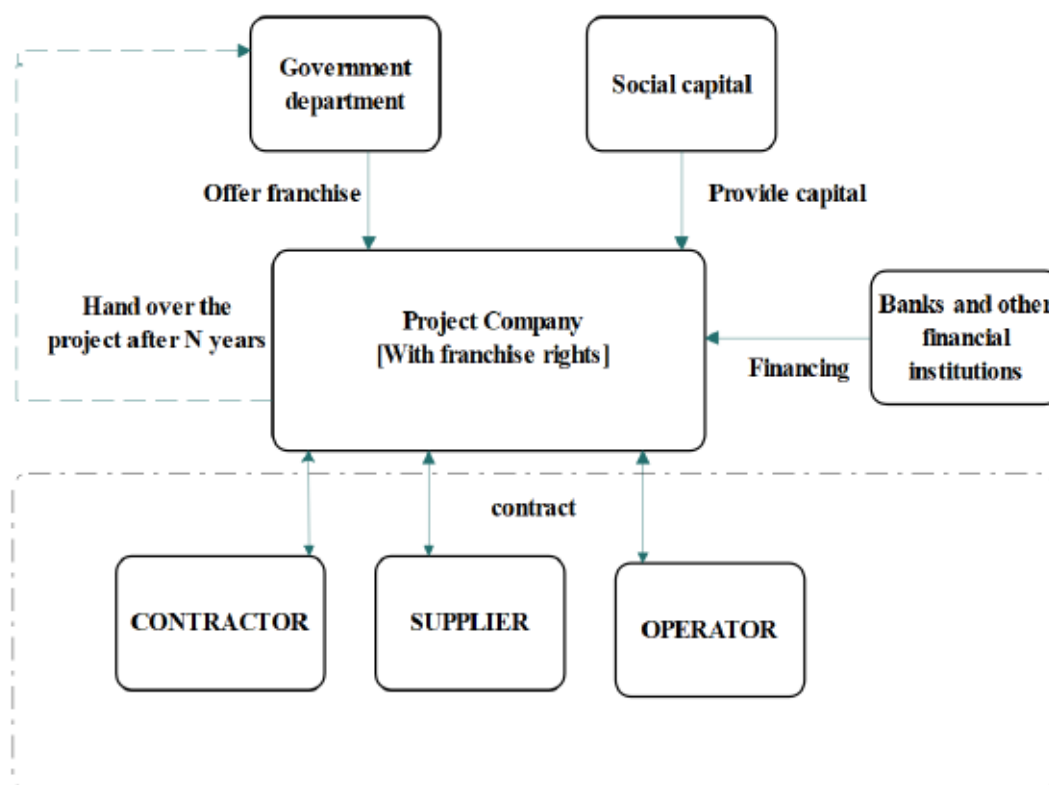 Government
department
Social capital
Offer franchise
Provide capital
Hand over the
project after N years
Project Company
[With franchise rights]
Banks and other
financial
institutions
Financing
contract
CONTRACTOR
SUPPLIER
OPERATOR